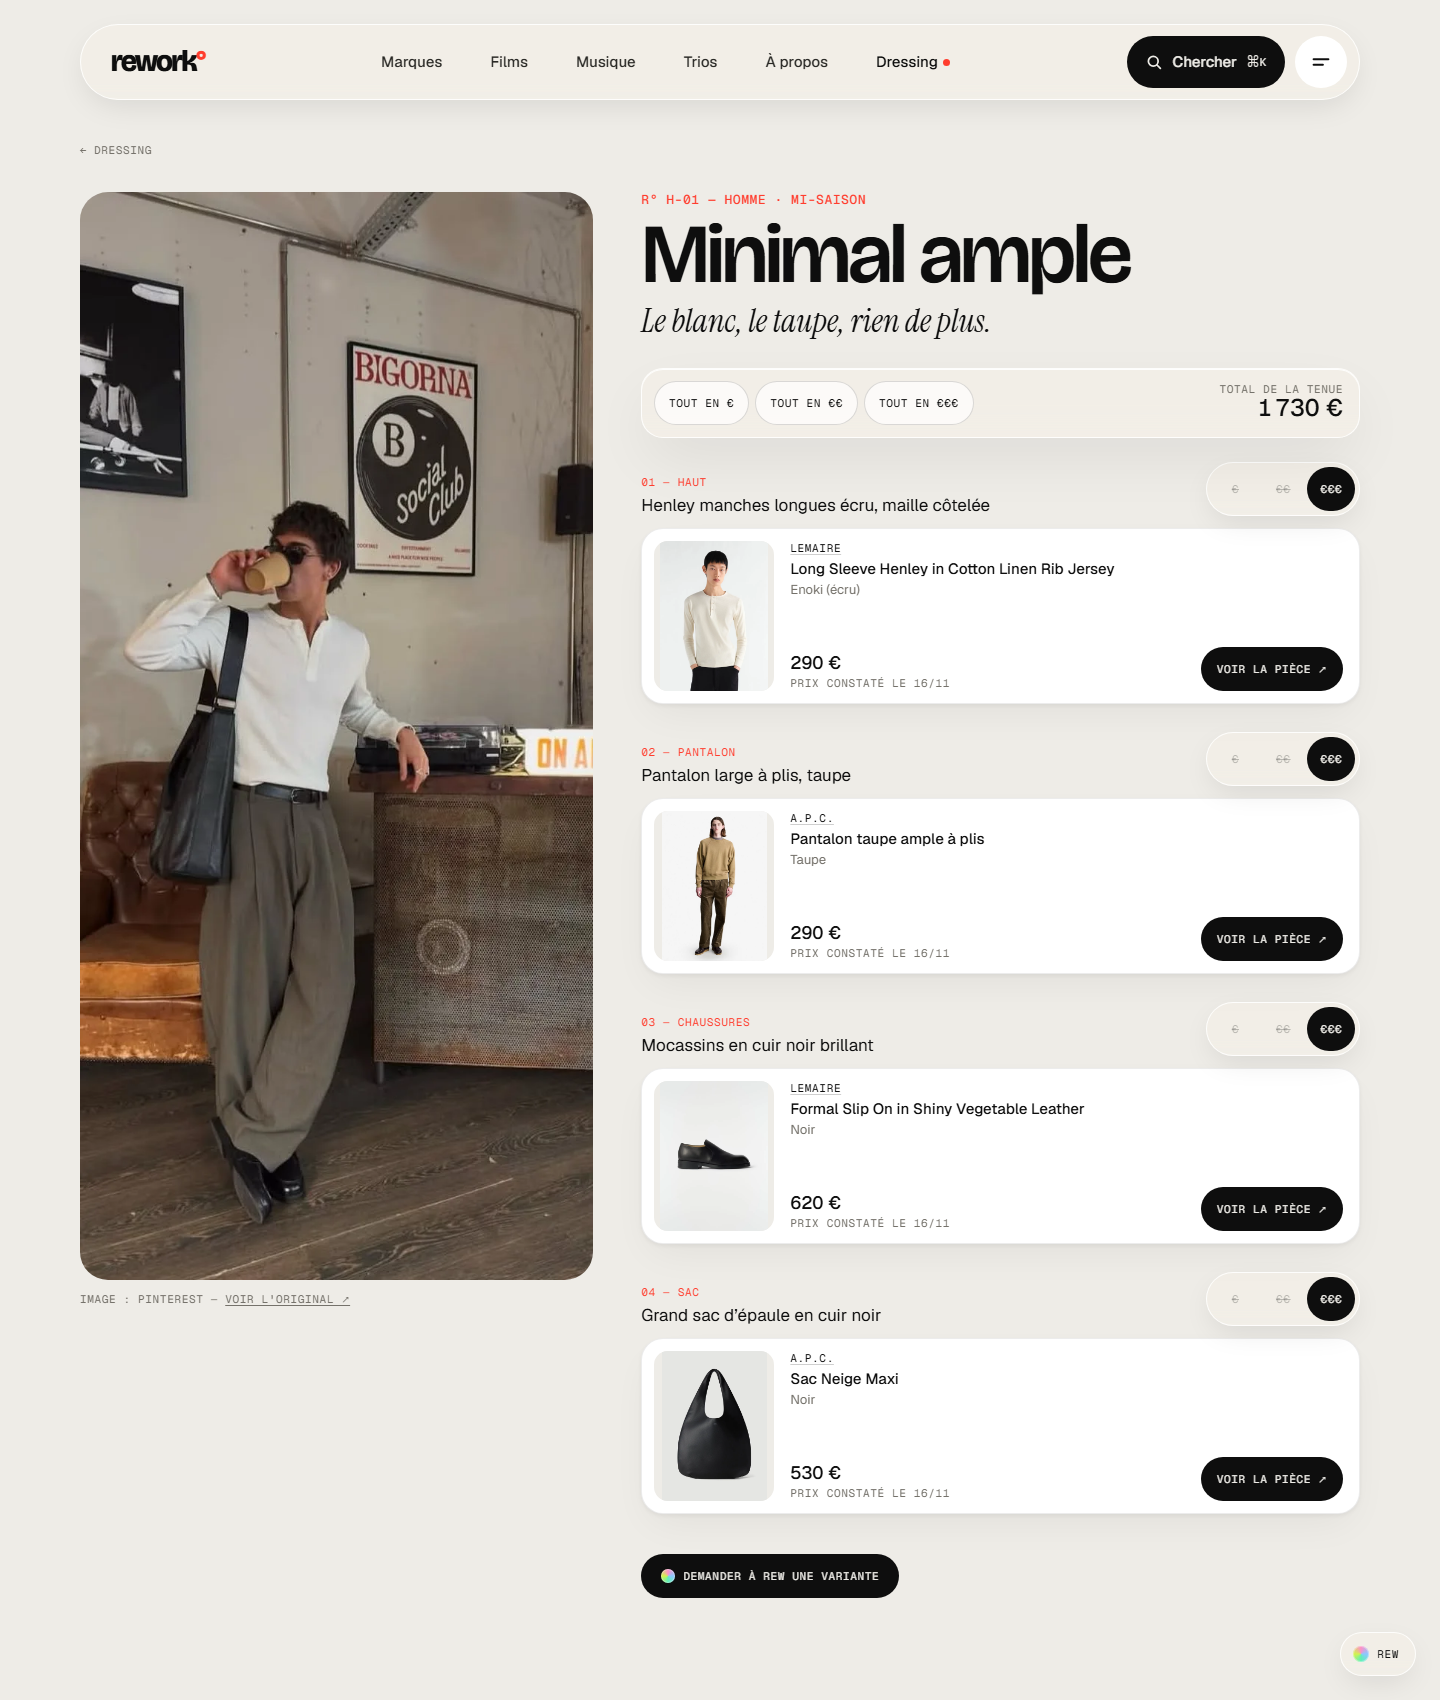 rework°
Marques
Films
Musique
Trios
À propos
Dressing
Chercher ⌘K
← DRESSING
BIGORNA
B
Social
Club
ON
IMAGE : PINTEREST — VOIR L'ORIGINAL ↗
R° H-01 — HOMME · MI-SAISON
Minimal ample
Le blanc, le taupe, rien de plus.
TOUT EN €
TOUT EN €€
TOUT EN €€€
TOTAL DE LA TENUE
1 730 €
01 — HAUT
Henley manches longues écru, maille côtelée
€ €€ €€€
LEMAIRE
Long Sleeve Henley in Cotton Linen Rib Jersey
Enoki (écru)
290 €
PRIX CONSTATÉ LE 16/11
VOIR LA PIÈCE ↗
02 — PANTALON
Pantalon large à plis, taupe
€ €€ €€€
A.P.C.
Pantalon taupe ample à plis
Taupe
290 €
PRIX CONSTATÉ LE 16/11
VOIR LA PIÈCE ↗
03 — CHAUSSURES
Mocassins en cuir noir brillant
€ €€ €€€
LEMAIRE
Formal Slip On in Shiny Vegetable Leather
Noir
620 €
PRIX CONSTATÉ LE 16/11
VOIR LA PIÈCE ↗
04 — SAC
Grand sac d’épaule en cuir noir
€ €€ €€€
A.P.C.
Sac Neige Maxi
Noir
530 €
PRIX CONSTATÉ LE 16/11
VOIR LA PIÈCE ↗
DEMANDER À REW UNE VARIANTE
REW